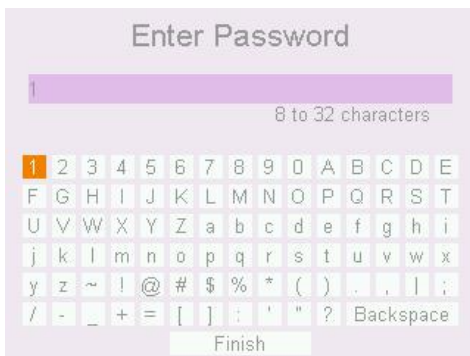 Enter Password
1
8 to 32 characters
1 2 3 4 5 6 7 8 9 0 A B C D E
F G H I J K L M N O P Q R S T
U V W X Y Z a b c d e f g h i
j k l m n o p q r s t u v w x
y z ~ ! @ # $ % * ( ) . , | ;
/ - _ + = [ ] : ' " ? Backspace
Finish